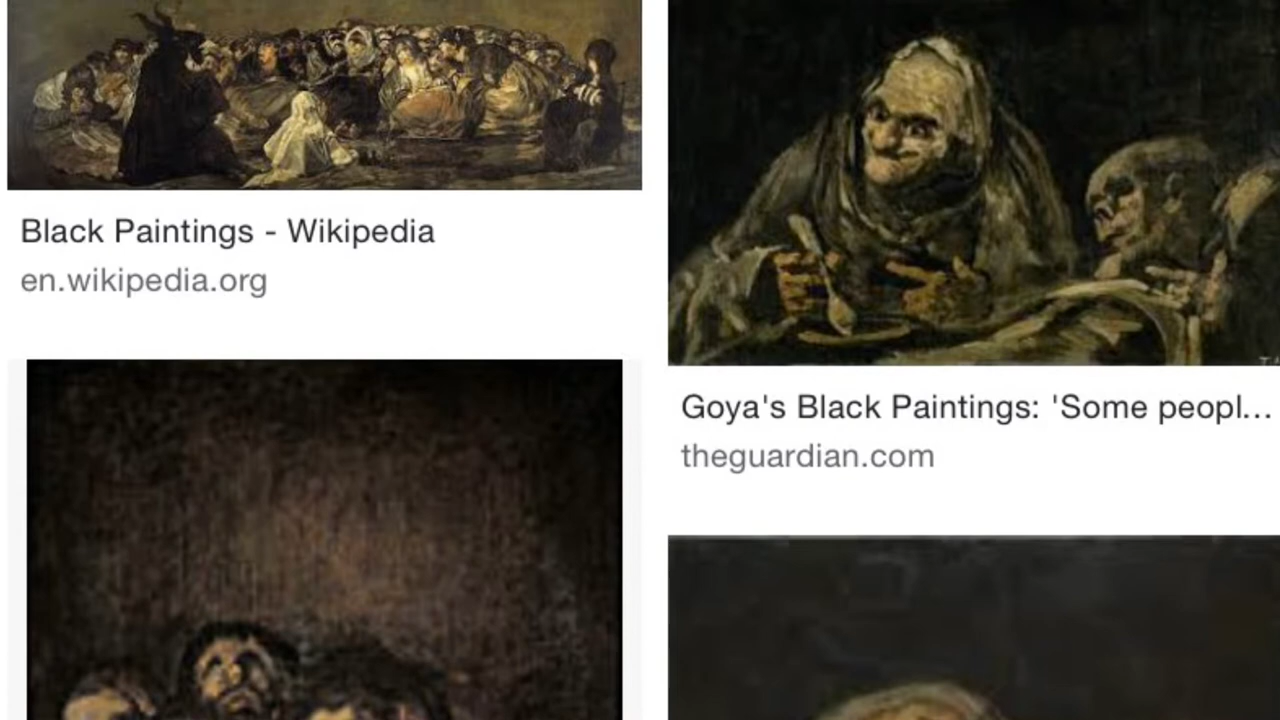 Black Paintings - Wikipedia
en.wikipedia.org
Goya's Black Paintings: 'Some peopl...
theguardian.com